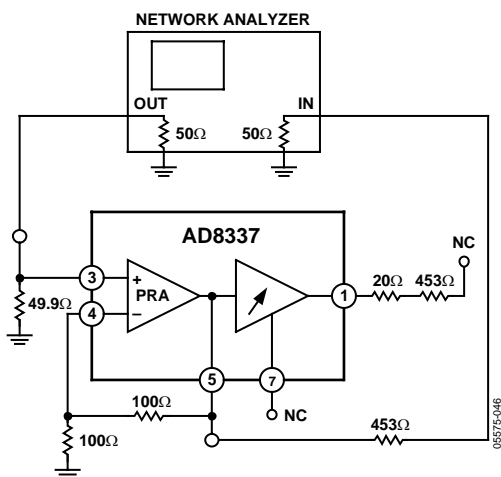 NETWORK ANALYZER
OUT
IN
50Ω
50Ω
AD8337
NC
3
+
PRA
1
20Ω
453Ω
49.9Ω
4
–
5
7
100Ω
NC
453Ω
100Ω
05575-046